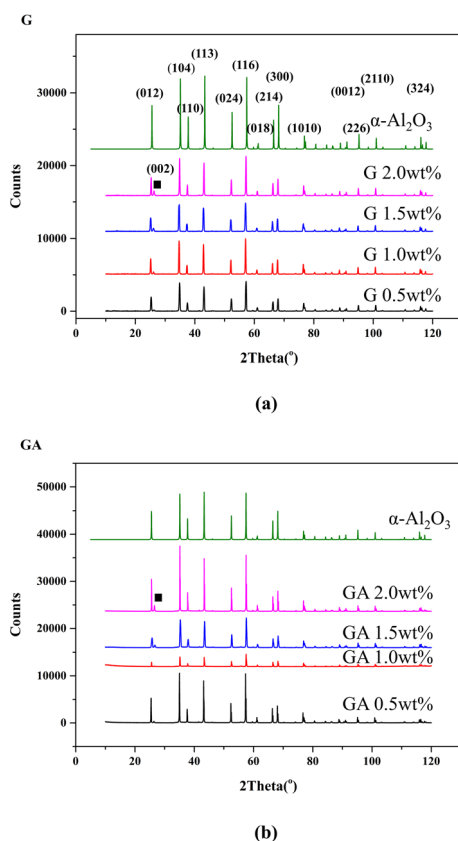 G
(113)
(104)
(116)
(2110)
(300)
(012)
(0012)
(324)
(110)
(024)
(214)
(018)
(1010)
(226)
α-Al₂O₃
(002)
■
G 2.0wt%
G 1.5wt%
G 1.0wt%
G 0.5wt%
30000
20000
10000
0
Counts
0 20 40 60 80 100 120
2Theta(°)
(a)
GA
50000
40000
30000
20000
10000
0
Counts
α-Al₂O₃
■
GA 2.0wt%
GA 1.5wt%
GA 1.0wt%
GA 0.5wt%
0 20 40 60 80 100 120
2Theta(°)
(b)